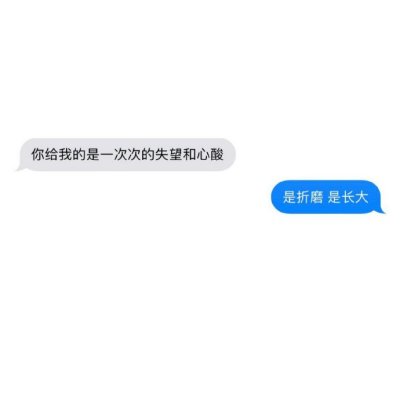 你给我的是一次次的失望和心酸
是折磨 是长大